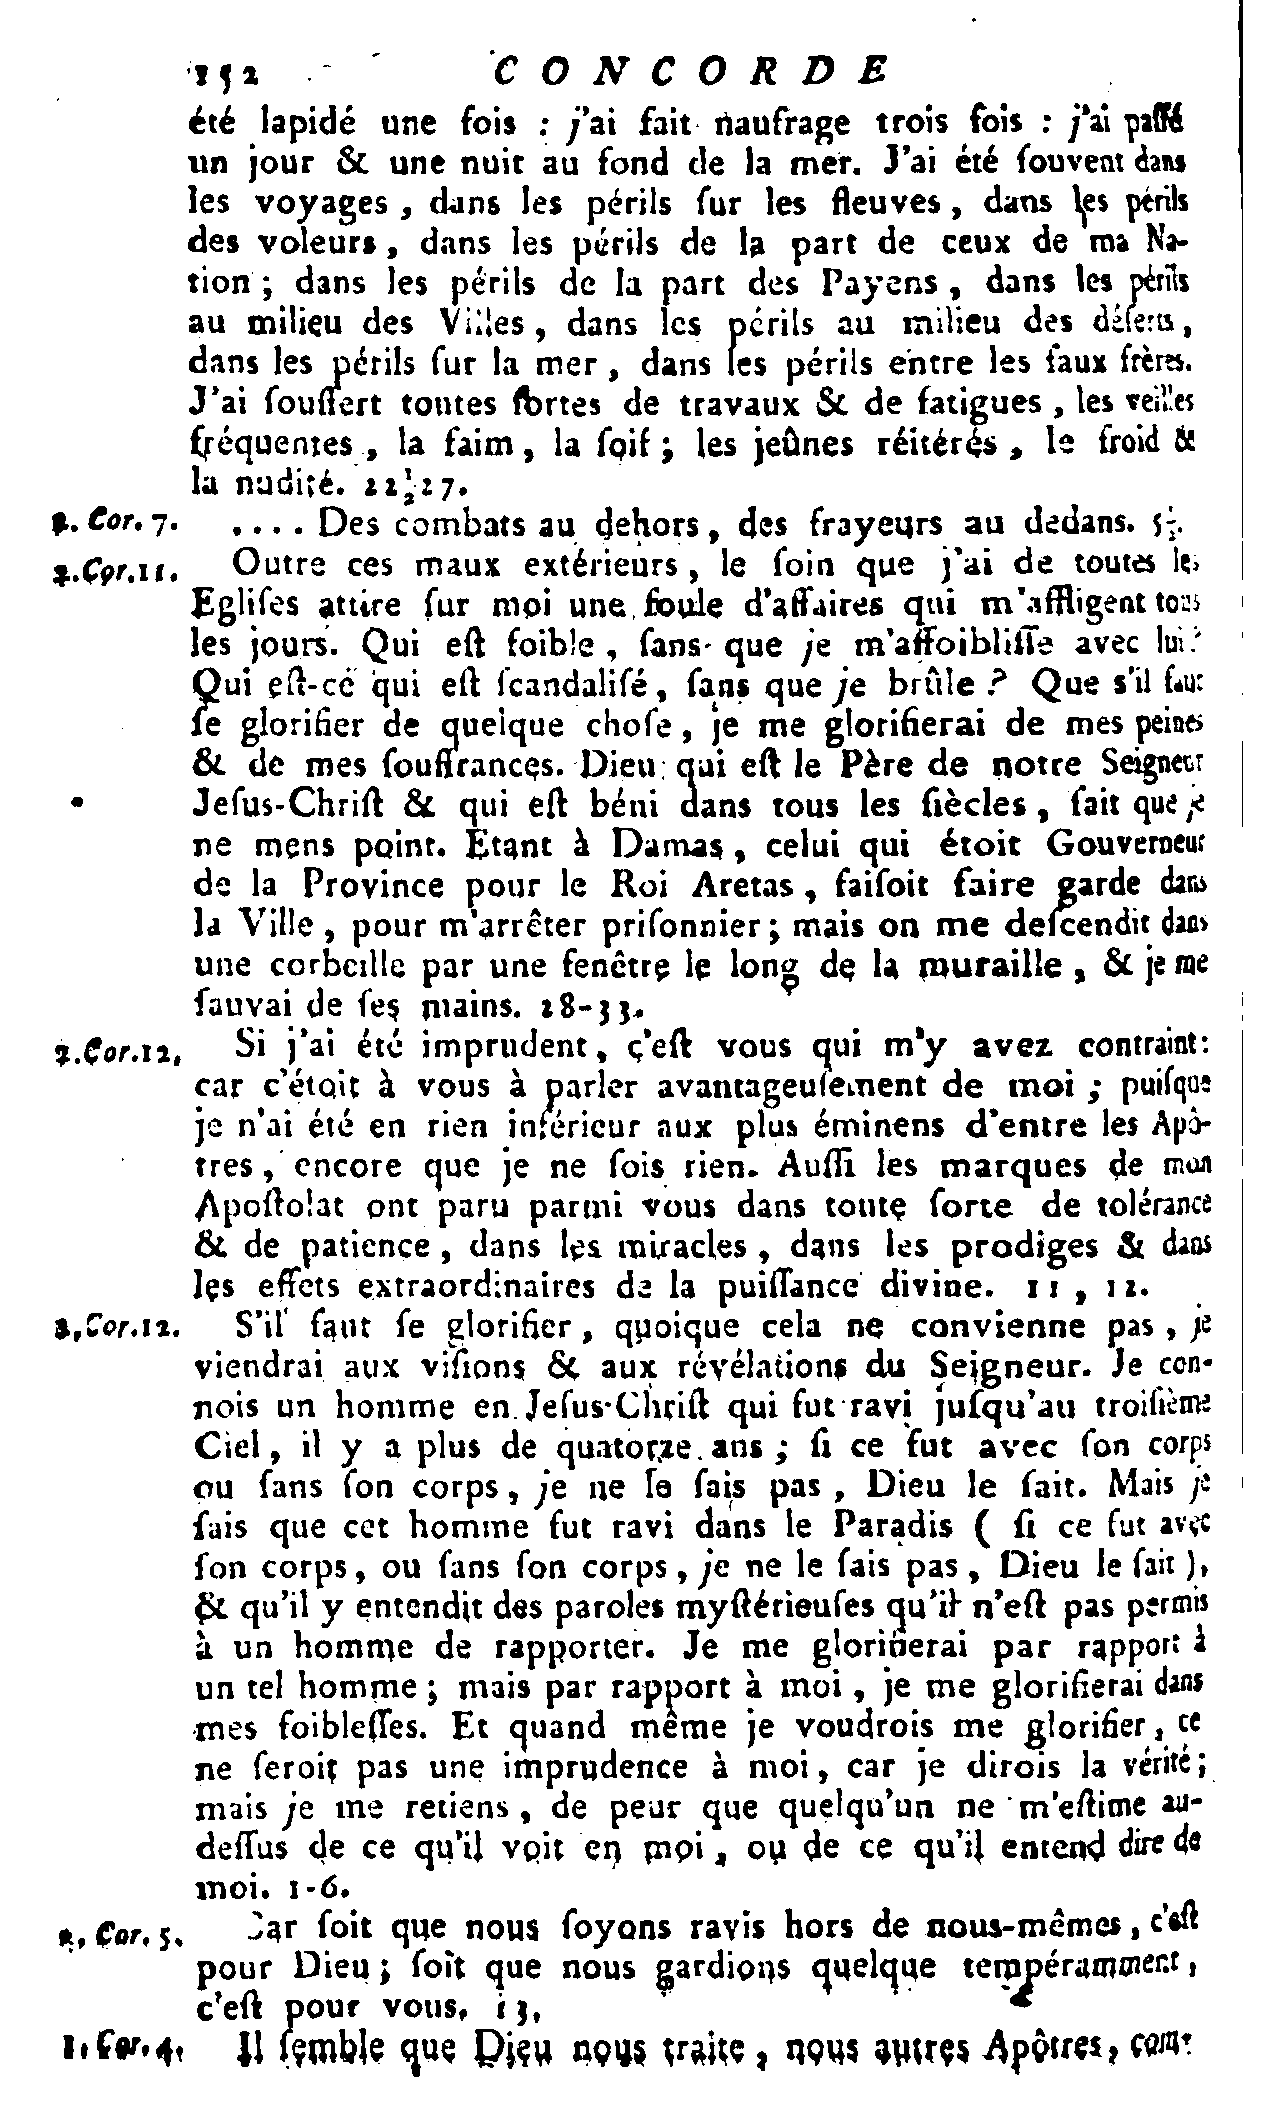 152 CONCORDE
été lapidé une fois : j'ai fait naufrage trois fois : j'ai paſſé
un jour & une nuit au fond de la mer. J'ai été ſouvent dans
les voyages, dans les périls ſur les fleuves, dans les périls
des voleurs, dans les périls de la part de ceux de ma Na-
tion ; dans les périls de la part des Payens, dans les périls
au milieu des Villes, dans les périls au milieu des déſerts,
dans les périls ſur la mer, dans les périls entre les faux frères.
J'ai ſouffert toutes ſortes de travaux & de fatigues, les veilles
fréquentes, la faim, la ſoif ; les jeûnes réitérés, le froid &
la nudité. 22, 27.
2. Cor. 7. .... Des combats au dehors, des frayeurs au dedans. 5.
2. Cor. 11. Outre ces maux extérieurs, le ſoin que j'ai de toutes les
Egliſes attire ſur moi une foule d'affaires qui m'affligent tous
les jours. Qui eſt foible, ſans que je m'affoibliſſe avec lui ?
Qui eſt-ce qui eſt ſcandaliſé, ſans que je brûle ? Que s'il faut
ſe glorifier de quelque choſe, je me glorifierai de mes peines
& de mes ſouffrances. Dieu qui eſt le Père de notre Seigneur
Jeſus-Chriſt & qui eſt béni dans tous les ſiècles, ſait que je
ne mens point. Etant à Damas, celui qui étoit Gouverneur
de la Province pour le Roi Aretas, faiſoit faire garde dans
la Ville, pour m'arrêter priſonnier ; mais on me deſcendit dans
une corbeille par une fenêtre le long de la muraille, & je me
ſauvai de ſes mains. 28-33.
2. Cor. 12. Si j'ai été imprudent, c'eſt vous qui m'y avez contraint :
car c'étoit à vous à parler avantageuſement de moi ; puiſque
je n'ai été en rien inférieur aux plus éminens d'entre les Apô-
tres, encore que je ne ſois rien. Auſſi les marques de mon
Apoſtolat ont paru parmi vous dans toute ſorte de tolérance
& de patience, dans les miracles, dans les prodiges & dans
les effets extraordinaires de la puiſſance divine. 11, 12.
2. Cor. 12. S'il faut ſe glorifier, quoique cela ne convienne pas, je
viendrai aux viſions & aux révélations du Seigneur. Je con-
nois un homme en Jeſus-Chriſt qui fut ravi juſqu'au troiſième
Ciel, il y a plus de quatorze ans ; ſi ce fut avec ſon corps
ou ſans ſon corps, je ne le ſais pas, Dieu le ſait. Mais je
ſais que cet homme fut ravi dans le Paradis ( ſi ce fut avec
ſon corps, ou ſans ſon corps, je ne le ſais pas, Dieu le ſait ),
& qu'il y entendit des paroles myſtérieuſes qu'il n'eſt pas permis
à un homme de rapporter. Je me glorifierai par rapport à
un tel homme ; mais par rapport à moi, je me glorifierai dans
mes foibleſſes. Et quand même je voudrois me glorifier, ce
ne ſeroit pas une imprudence à moi, car je dirois la vérité ;
mais je me retiens, de peur que quelqu'un ne m'eſtime au-
deſſus de ce qu'il voit en moi, ou de ce qu'il entend dire de
moi. 1-6.
2. Cor. 5. Car ſoit que nous ſoyons ravis hors de nous-mêmes, c'eſt
pour Dieu ; ſoit que nous gardions quelque tempéramment,
c'eſt pour vous. 13.
1. Cor. 4. Il ſemble que Dieu nous traite, nous autres Apôtres, com-